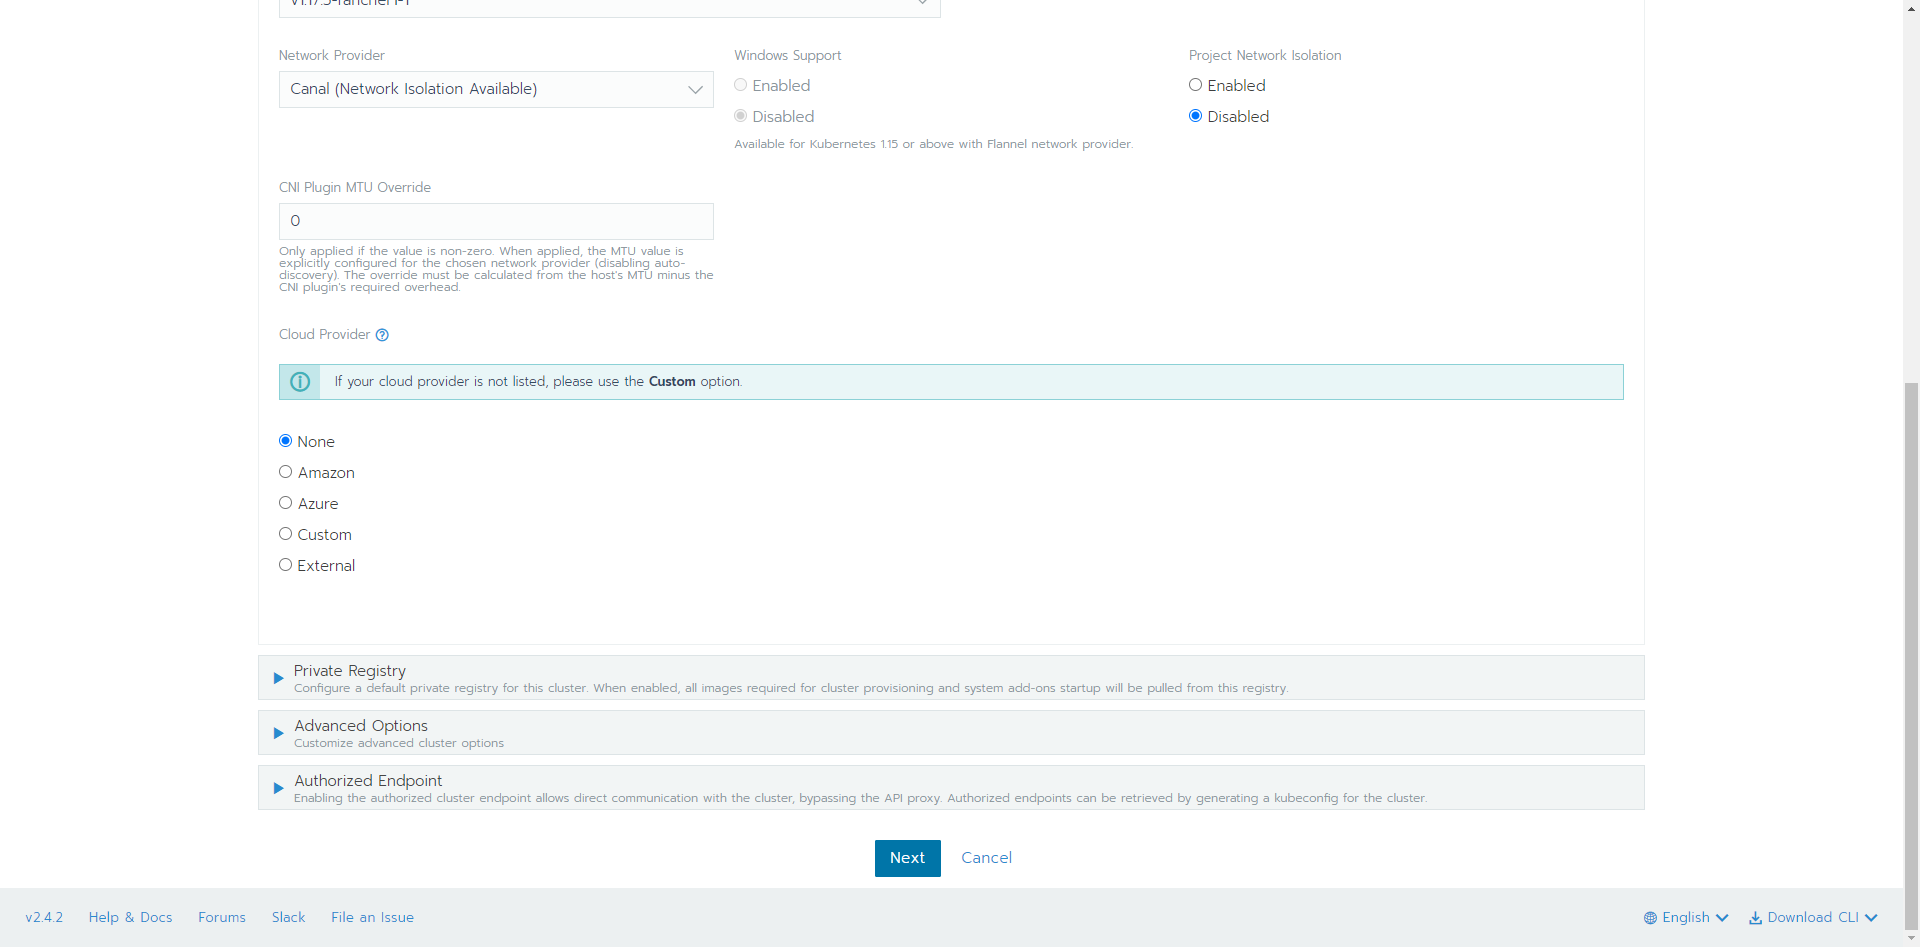 Network Provider
Windows Support
Project Network Isolation
Canal (Network Isolation Available)
Enabled
Enabled
Disabled
Disabled
Available for Kubernetes 1.15 or above with Flannel network provider.
CNI Plugin MTU Override
0
Only applied if the value is non-zero. When applied, the MTU value is
explicitly configured for the chosen network provider (disabling auto-
discovery). The override must be calculated from the host's MTU minus the
CNI plugin's required overhead.
Cloud Provider
If your cloud provider is not listed, please use the Custom option.
None
Amazon
Azure
Custom
External
Private Registry
Configure a default private registry for this cluster. When enabled, all images required for cluster provisioning and system add-ons startup will be pulled from this registry.
Advanced Options
Customize advanced cluster options
Authorized Endpoint
Enabling the authorized cluster endpoint allows direct communication with the cluster, bypassing the API proxy. Authorized endpoints can be retrieved by generating a kubeconfig for the cluster.
Next
Cancel
v2.4.2
Help & Docs
Forums
Slack
File an Issue
English
Download CLI